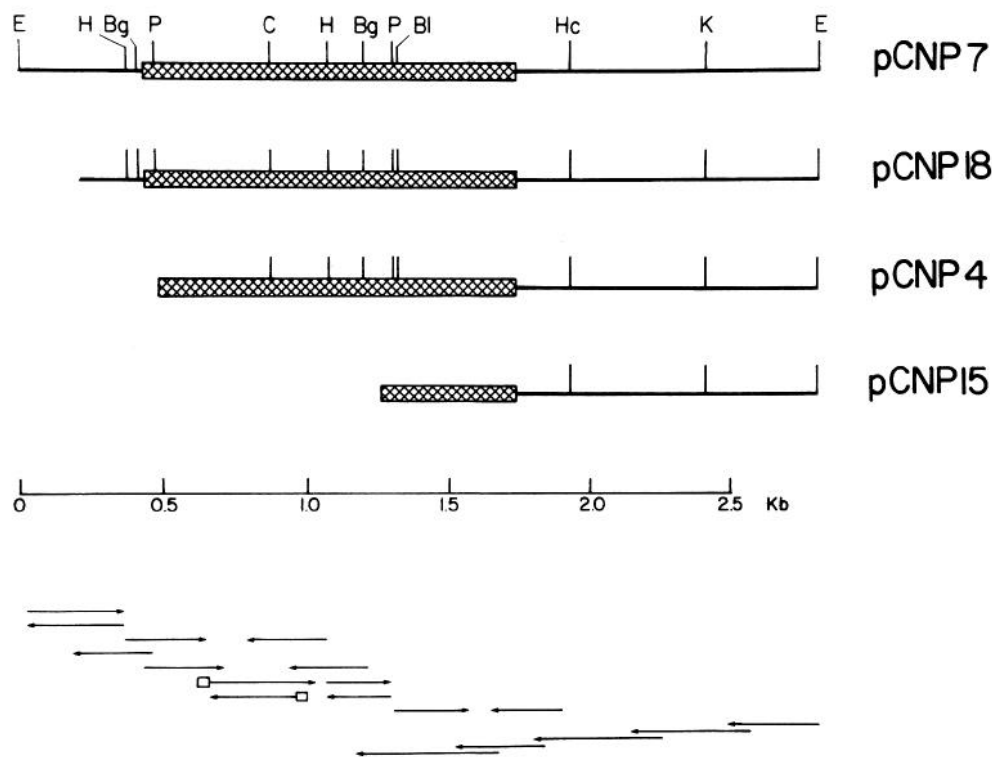 E H Bg P C H Bg P Bl Hc K E
pCNP7
pCNP18
pCNP4
pCNP15
0 0.5 1.0 1.5 2.0 2.5 Kb